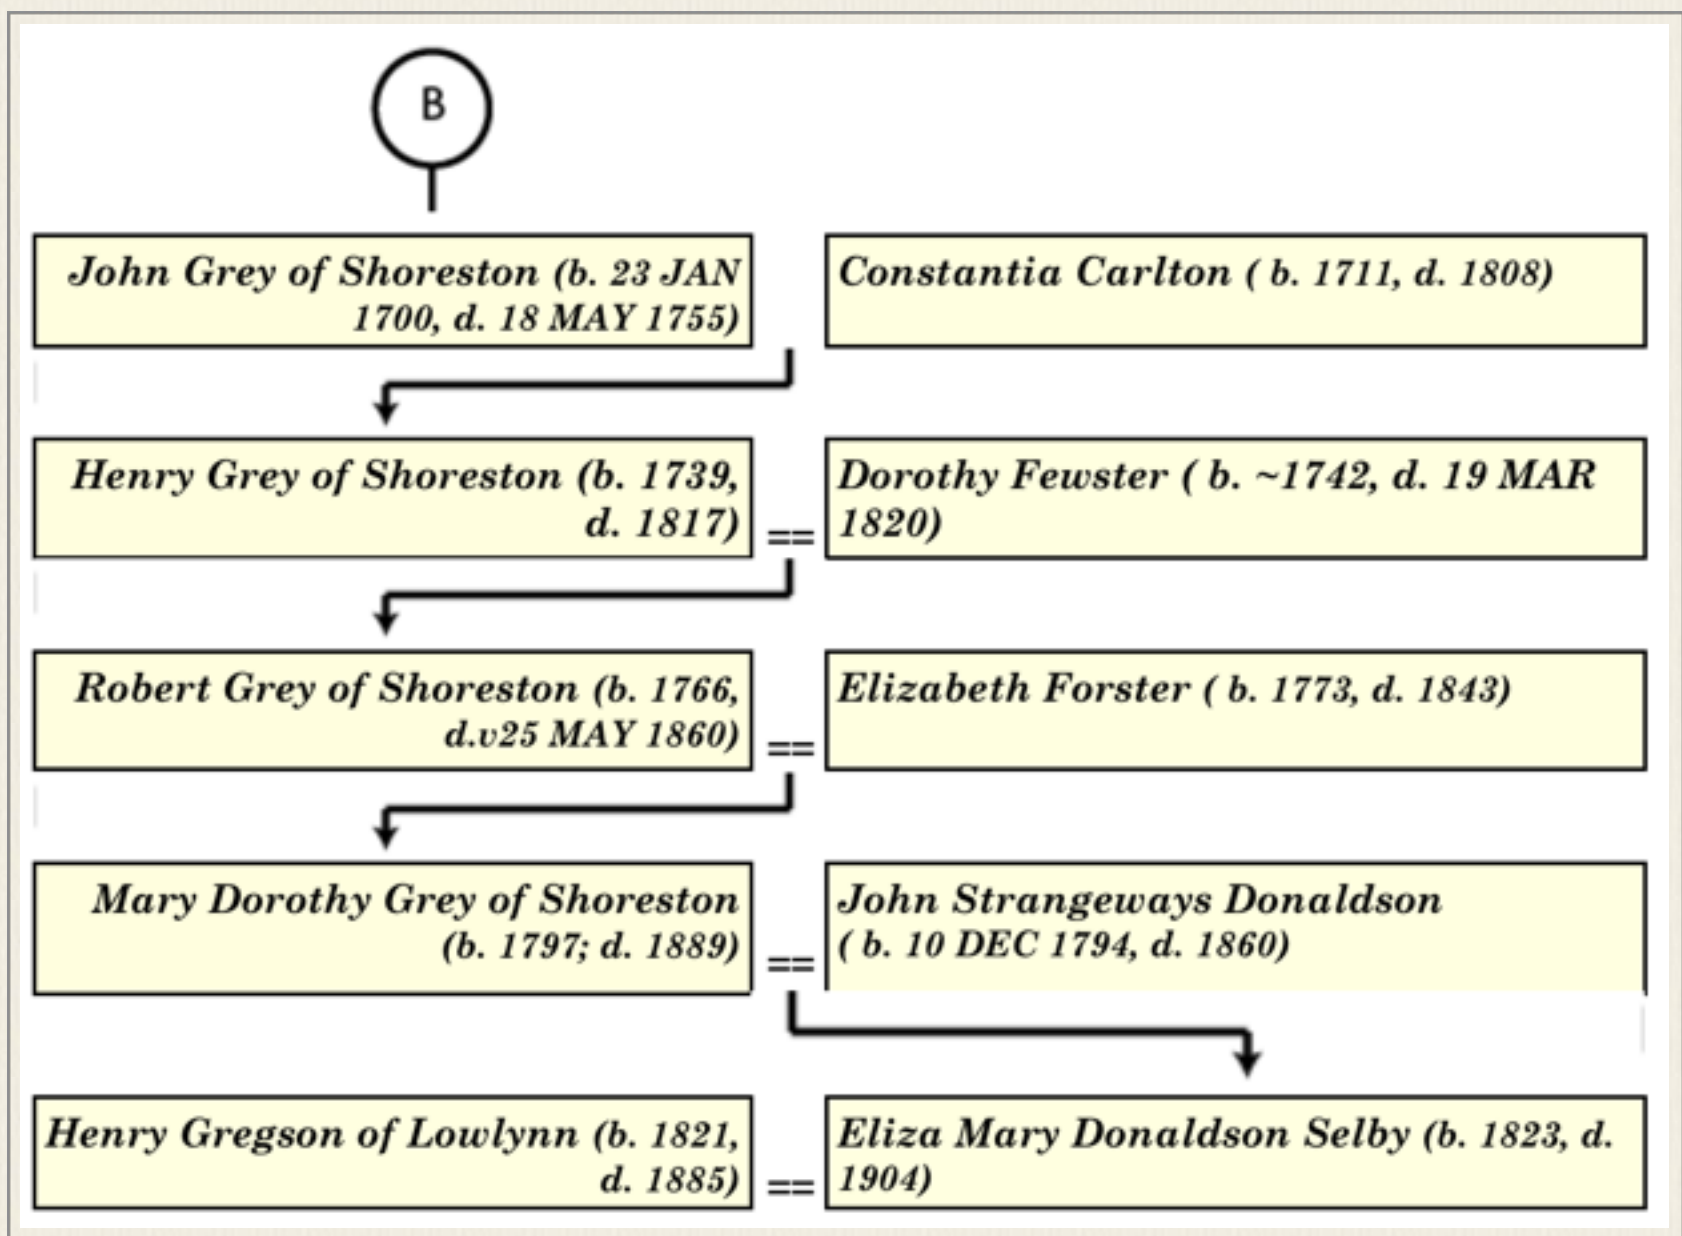 B
John Grey of Shoreston (b. 23 JAN
1700, d. 18 MAY 1755)
Constantia Carlton ( b. 1711, d. 1808)
Henry Grey of Shoreston (b. 1739,
d. 1817)
==
Dorothy Fewster ( b. ~1742, d. 19 MAR
1820)
Robert Grey of Shoreston (b. 1766,
d.v25 MAY 1860)
==
Elizabeth Forster ( b. 1773, d. 1843)
Mary Dorothy Grey of Shoreston
(b. 1797; d. 1889)
==
John Strangeways Donaldson
( b. 10 DEC 1794, d. 1860)
Henry Gregson of Lowlynn (b. 1821,
d. 1885)
==
Eliza Mary Donaldson Selby (b. 1823, d.
1904)